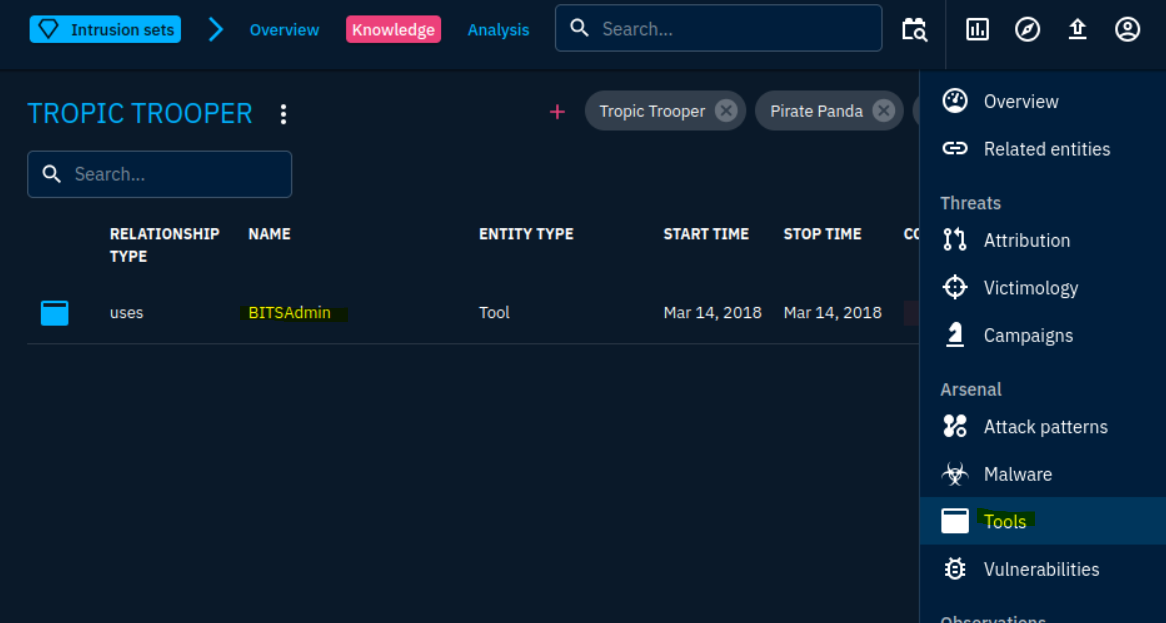 Intrusion sets Overview Knowledge Analysis Search...
TROPIC TROOPER
Tropic Trooper Pirate Panda
Search...
RELATIONSHIP TYPE NAME ENTITY TYPE START TIME STOP TIME
uses BITSAdmin Tool Mar 14, 2018 Mar 14, 2018
Overview
Related entities
Threats
Attribution
Victimology
Campaigns
Arsenal
Attack patterns
Malware
Tools
Vulnerabilities
Observations